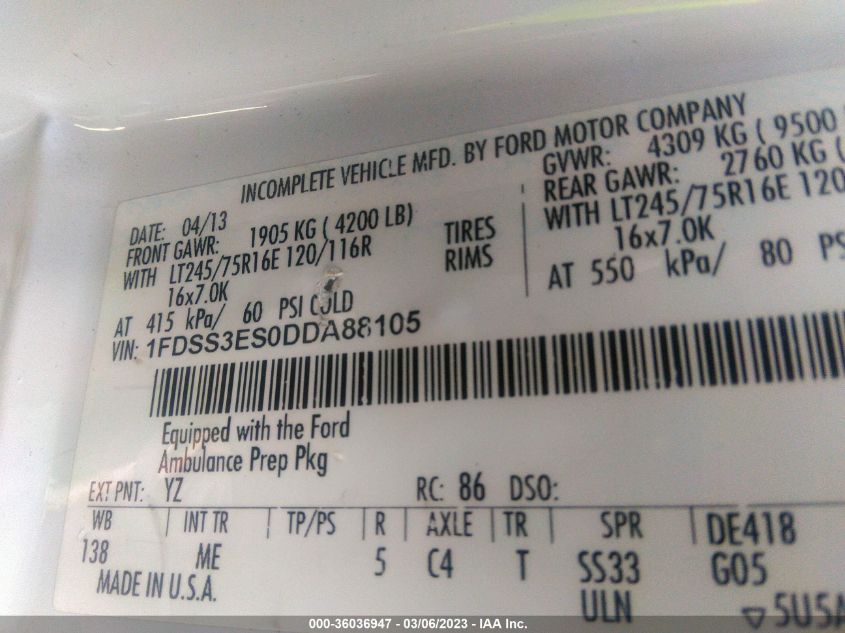 INCOMPLETE VEHICLE MFD. BY FORD MOTOR COMPANY
DATE: 04/13
FRONT GAWR: 1905 KG ( 4200 LB)
WITH LT245/75R16E 120/116R
16x7.0K
AT 415 kPa/ 60 PSI COLD
TIRES
RIMS
GVWR: 4309 KG ( 9500
REAR GAWR: 2760 KG (
WITH LT245/75R16E 120
16x7.0K
AT 550 kPa/ 80 PS
VIN: 1FDSS3ES0DDA88105
Equipped with the Ford
Ambulance Prep Pkg
EXT PNT: YZ RC: 86 DSO:
WB INT TR TP/PS R AXLE TR SPR DE418
138 ME 5 C4 T SS33 G05
MADE IN U.S.A. ULN 5U5A
000-36036947 — 03/06/2023 — IAA Inc.